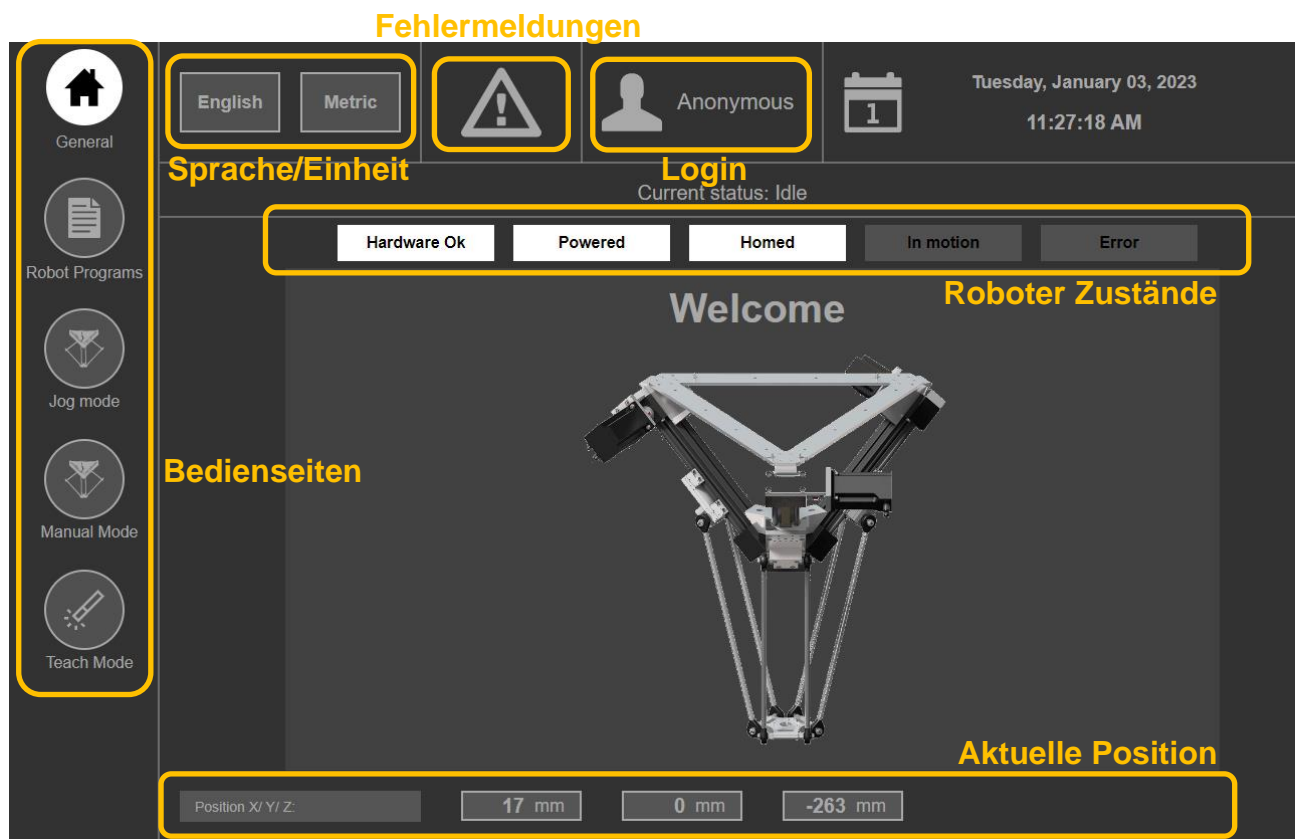 Fehlermeldungen
General
English
Metric
Anonymous
1
Tuesday, January 03, 2023
11:27:18 AM
Sprache/Einheit
Login
Current status: Idle
Robot Programs
Hardware Ok
Powered
Homed
In motion
Error
Roboter Zustände
Welcome
Jog mode
Bedienseiten
Manual Mode
Teach Mode
Aktuelle Position
Position X/ Y/ Z:
17 mm
0 mm
-263 mm